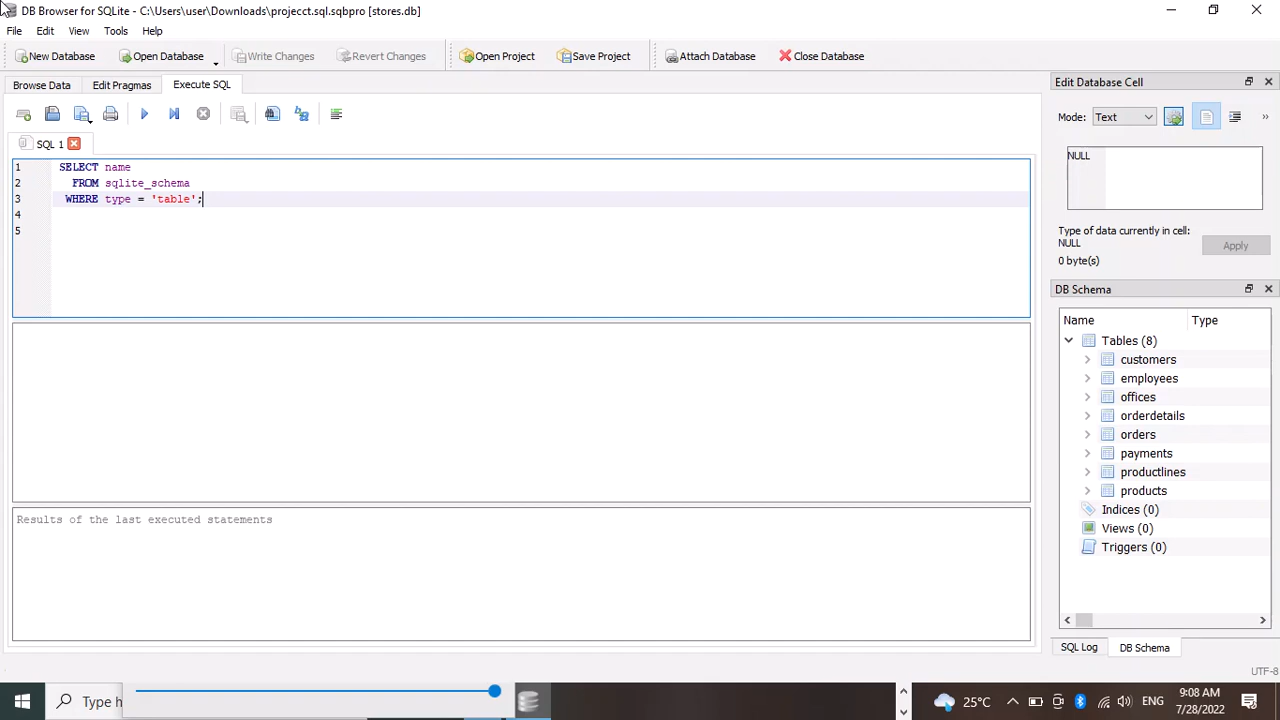 DB Browser for SQLite - C:\Users\user\Downloads\projecct.sql.sqbpro [stores.db]
File Edit View Tools Help
New Database Open Database Write Changes Revert Changes Open Project Save Project Attach Database Close Database
Browse Data Edit Pragmas Execute SQL
SQL 1
1 SELECT name
2 FROM sqlite_schema
3 WHERE type = 'table';
4
5
Results of the last executed statements
Edit Database Cell
Mode: Text
NULL
Type of data currently in cell:
NULL
Apply
0 byte(s)
DB Schema
Name Type
Tables (8)
customers
employees
offices
orderdetails
orders
payments
productlines
products
Indices (0)
Views (0)
Triggers (0)
SQL Log DB Schema
UTF-8
Type h
25°C
ENG
9:08 AM
7/28/2022